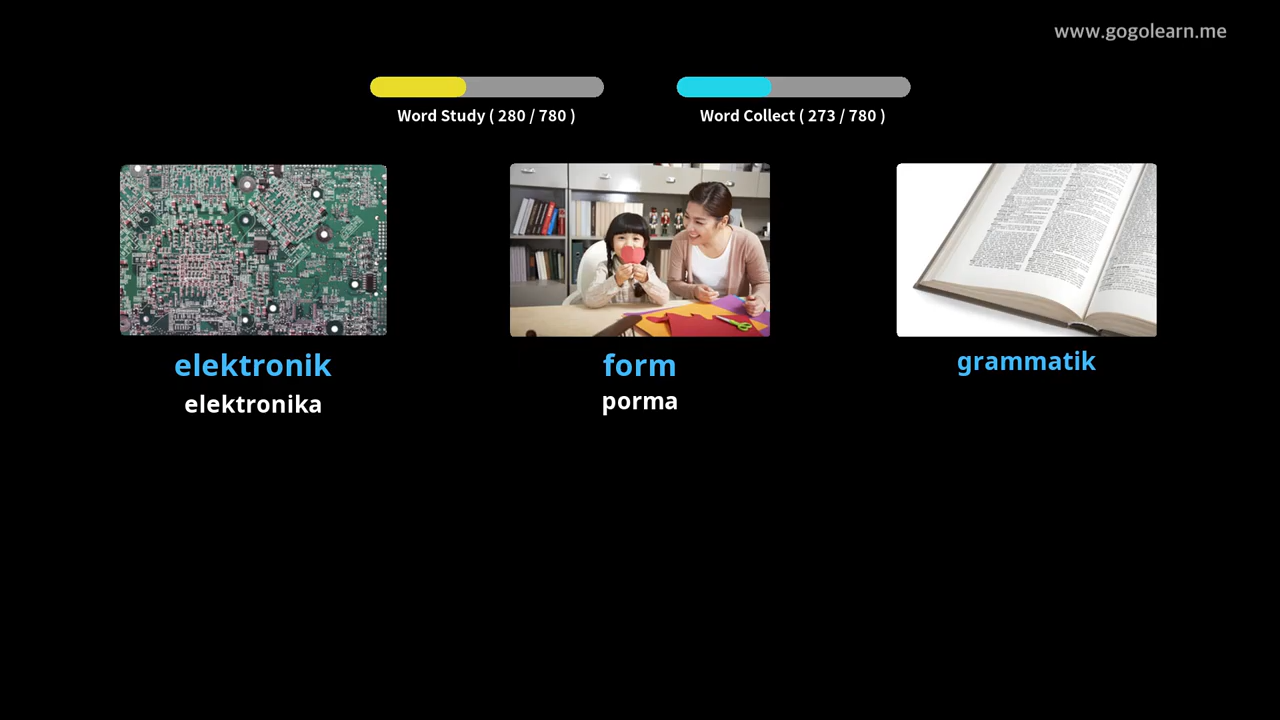 www.gogolearn.me
Word Study ( 280 / 780 )
Word Collect ( 273 / 780 )
elektronik
elektronika
form
porma
grammatik